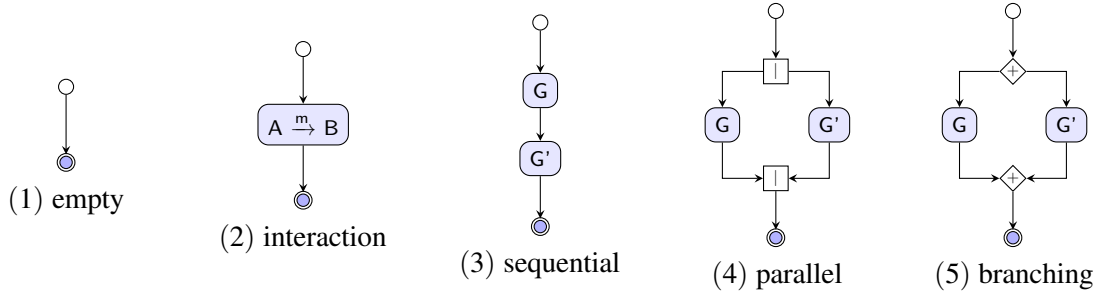 (1) empty
A m→ B
(2) interaction
G
G'
(3) sequential
|
G G'
|
(4) parallel
+
G G'
+
(5) branching